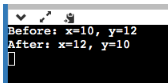 Before: x=10, y=12
After: x=12, y=10